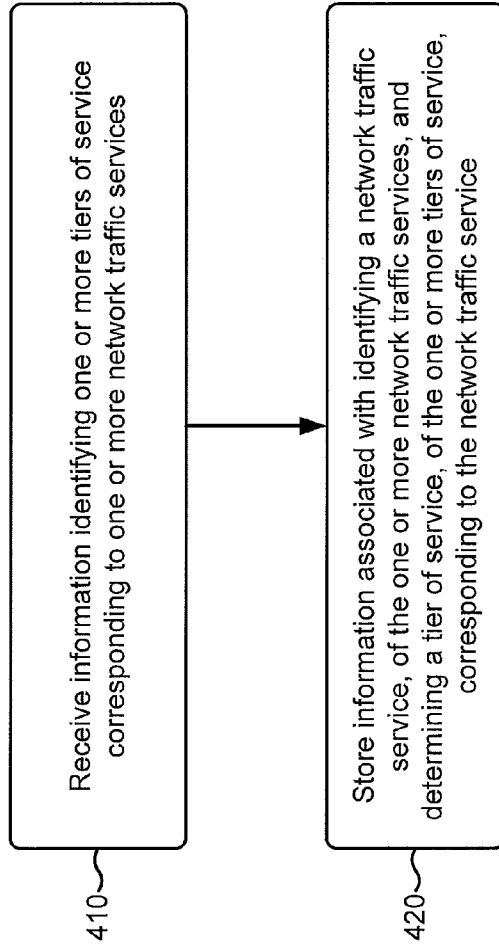 410
Receive information identifying one or more tiers of service
corresponding to one or more network traffic services
420
Store information associated with identifying a network traffic
service, of the one or more network traffic services, and
determining a tier of service, of the one or more tiers of service,
corresponding to the network traffic service